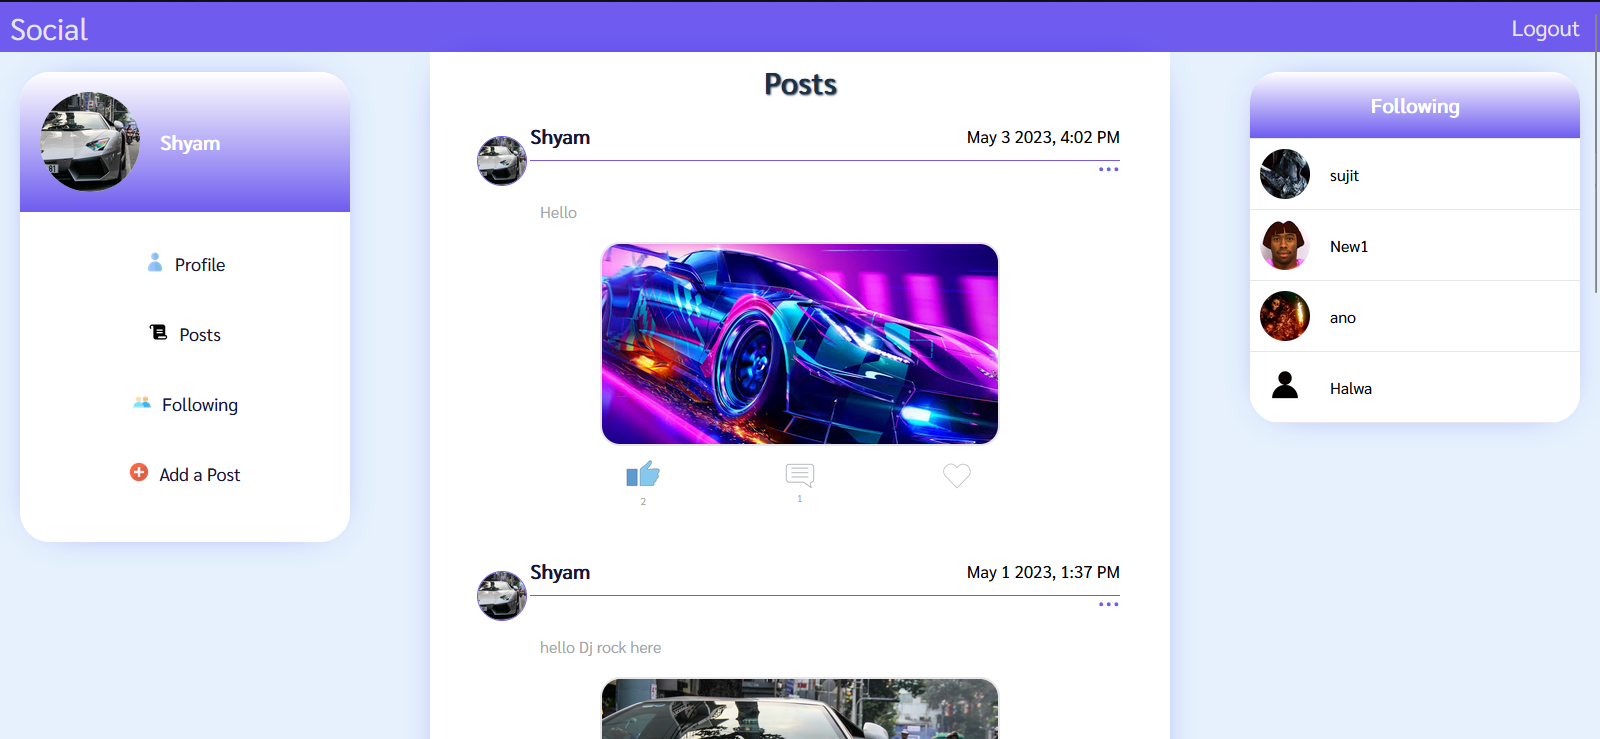 Social
Logout
Shyam
Profile
Posts
Following
Add a Post
Posts
Shyam
May 3 2023, 4:02 PM
Hello
2
1
Shyam
May 1 2023, 1:37 PM
hello Dj rock here
Following
sujit
New1
ano
Halwa